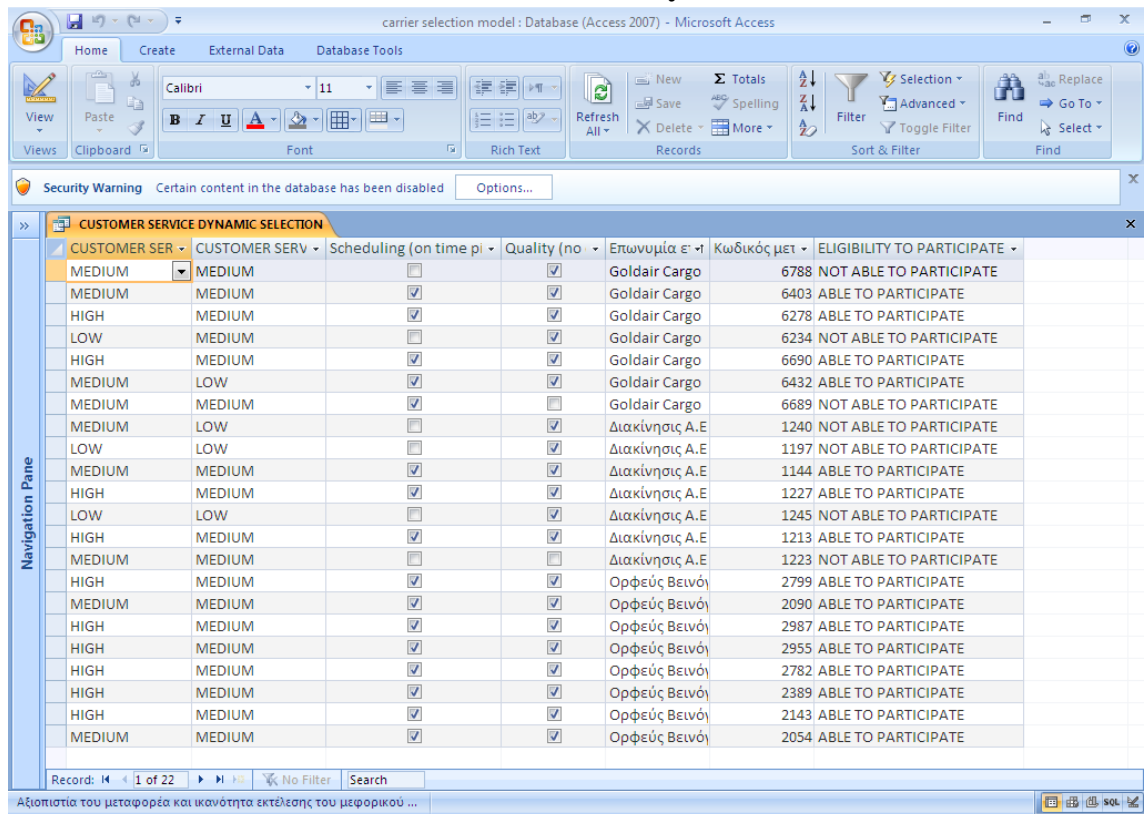 carrier selection model : Database (Access 2007) - Microsoft Access
Home Create External Data Database Tools
View Paste Calibri 11 Refresh All New Save Delete Σ Totals Spelling More Filter Selection Advanced Toggle Filter Find Replace Go To Select
B I U A
Views Clipboard Font Rich Text Records Sort & Filter Find
Security Warning Certain content in the database has been disabled Options...
CUSTOMER SERVICE DYNAMIC SELECTION
CUSTOMER SER CUSTOMER SERV Scheduling (on time pi Quality (no Επωνυμία ετ Κωδικός μετ ELIGIBILITY TO PARTICIPATE
MEDIUM MEDIUM Goldair Cargo 6788 NOT ABLE TO PARTICIPATE
MEDIUM MEDIUM Goldair Cargo 6403 ABLE TO PARTICIPATE
HIGH MEDIUM Goldair Cargo 6278 ABLE TO PARTICIPATE
LOW MEDIUM Goldair Cargo 6234 NOT ABLE TO PARTICIPATE
HIGH MEDIUM Goldair Cargo 6690 ABLE TO PARTICIPATE
MEDIUM LOW Goldair Cargo 6432 ABLE TO PARTICIPATE
MEDIUM MEDIUM Goldair Cargo 6689 NOT ABLE TO PARTICIPATE
MEDIUM LOW Διακίνησις Α.Ε 1240 NOT ABLE TO PARTICIPATE
LOW LOW Διακίνησις Α.Ε 1197 NOT ABLE TO PARTICIPATE
MEDIUM MEDIUM Διακίνησις Α.Ε 1144 ABLE TO PARTICIPATE
HIGH MEDIUM Διακίνησις Α.Ε 1227 ABLE TO PARTICIPATE
LOW LOW Διακίνησις Α.Ε 1245 NOT ABLE TO PARTICIPATE
HIGH MEDIUM Διακίνησις Α.Ε 1213 ABLE TO PARTICIPATE
MEDIUM MEDIUM Διακίνησις Α.Ε 1223 NOT ABLE TO PARTICIPATE
HIGH MEDIUM Ορφεύς Βεινόγ 2799 ABLE TO PARTICIPATE
MEDIUM MEDIUM Ορφεύς Βεινόγ 2090 ABLE TO PARTICIPATE
HIGH MEDIUM Ορφεύς Βεινόγ 2987 ABLE TO PARTICIPATE
HIGH MEDIUM Ορφεύς Βεινόγ 2955 ABLE TO PARTICIPATE
HIGH MEDIUM Ορφεύς Βεινόγ 2782 ABLE TO PARTICIPATE
HIGH MEDIUM Ορφεύς Βεινόγ 2389 ABLE TO PARTICIPATE
HIGH MEDIUM Ορφεύς Βεινόγ 2143 ABLE TO PARTICIPATE
MEDIUM MEDIUM Ορφεύς Βεινόγ 2054 ABLE TO PARTICIPATE
Navigation Pane
Record: 1 of 22 No Filter Search
Αξιοπιστία του μεταφορέα και ικανότητα εκτέλεσης του μεφορικού ... SQL